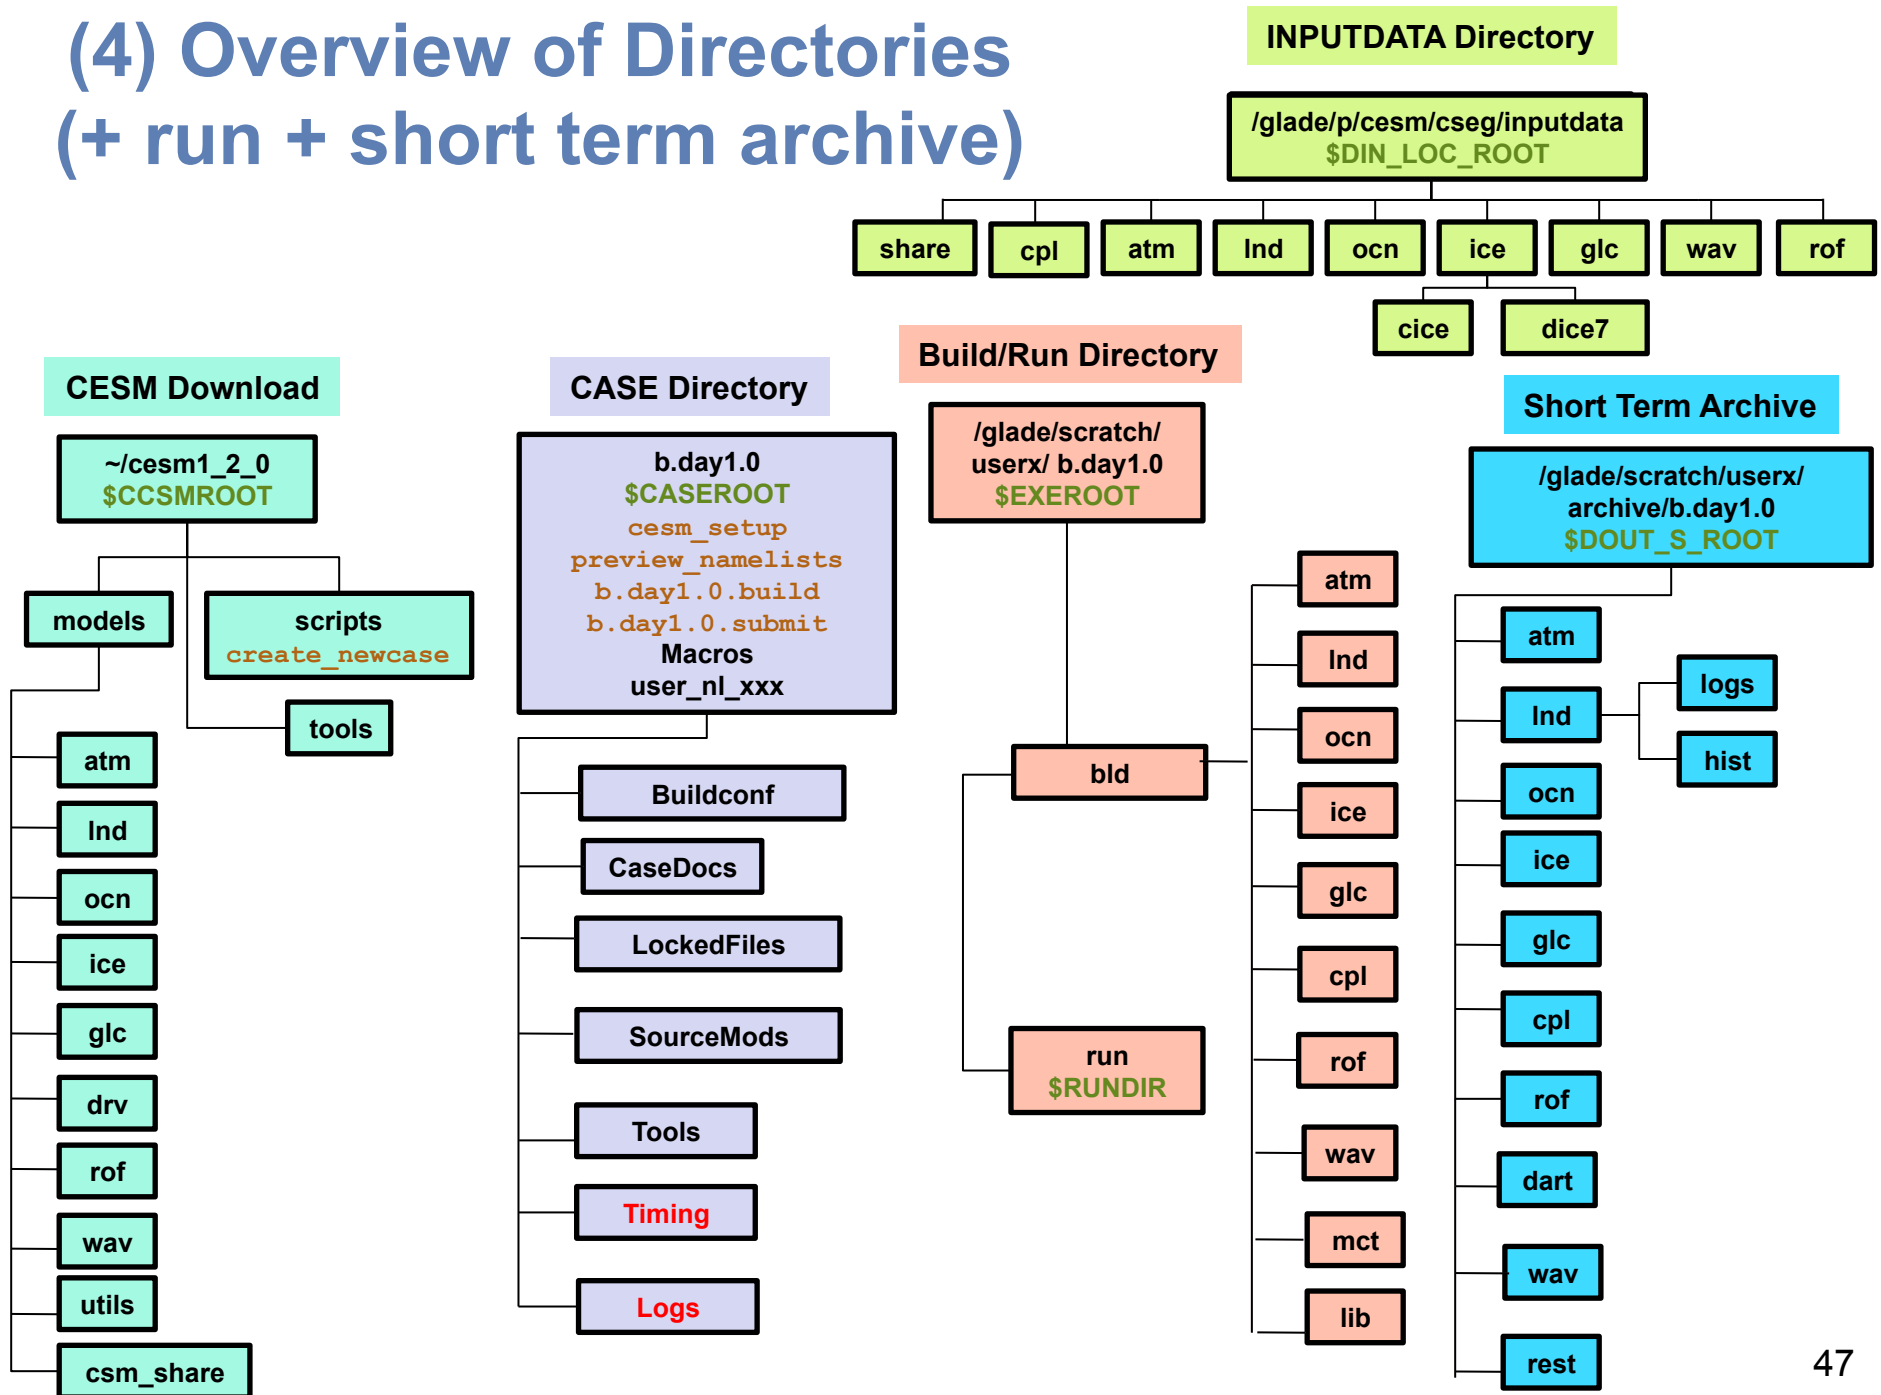 (4) Overview of Directories
(+ run + short term archive)
INPUTDATA Directory
/glade/p/cesm/cseg/inputdata
$DIN_LOC_ROOT
share
cpl
atm
lnd
ocn
ice
glc
wav
rof
cice
dice7
CESM Download
~/cesm1_2_0
$CCSMROOT
models
scripts
create_newcase
tools
atm
lnd
ocn
ice
glc
drv
rof
wav
utils
csm_share
CASE Directory
b.day1.0
$CASEROOT
cesm_setup
preview_namelists
b.day1.0.build
b.day1.0.submit
Macros
user_nl_xxx
Buildconf
CaseDocs
LockedFiles
SourceMods
Tools
Timing
Logs
Build/Run Directory
/glade/scratch/
userx/ b.day1.0
$EXEROOT
bld
run
$RUNDIR
atm
lnd
ocn
ice
glc
cpl
rof
wav
mct
lib
Short Term Archive
/glade/scratch/userx/
archive/b.day1.0
$DOUT_S_ROOT
atm
lnd
logs
hist
ocn
ice
glc
cpl
rof
dart
wav
rest
47